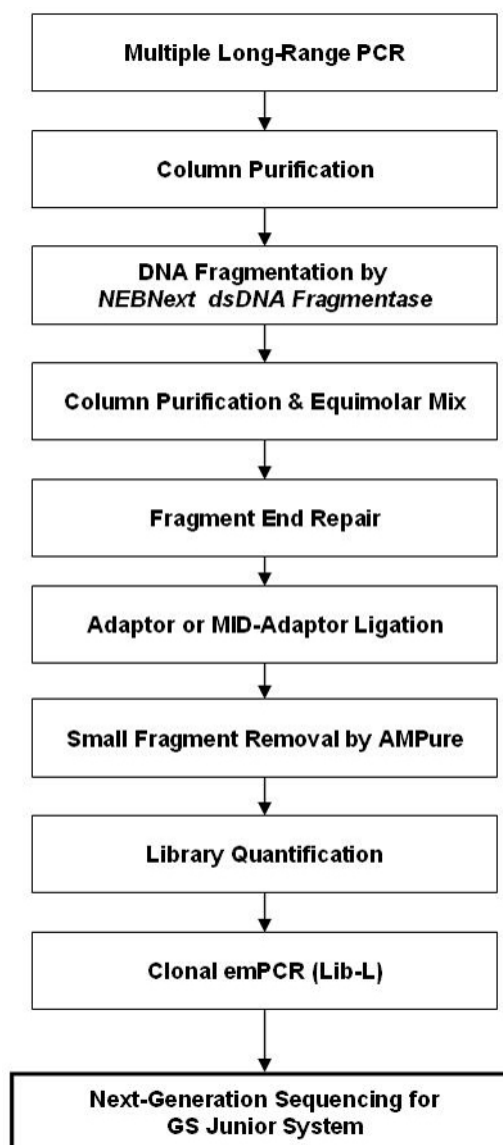 Multiple Long-Range PCR
Column Purification
DNA Fragmentation by
NEBNext dsDNA Fragmentase
Column Purification & Equimolar Mix
Fragment End Repair
Adaptor or MID-Adaptor Ligation
Small Fragment Removal by AMPure
Library Quantification
Clonal emPCR (Lib-L)
Next-Generation Sequencing for
GS Junior System